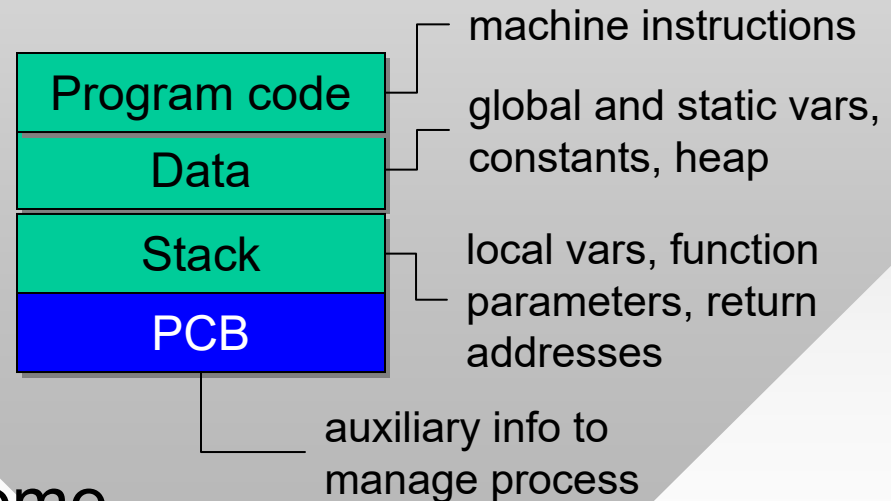 machine instructions
Program code
global and static vars,
constants, heap
Data
Stack
local vars, function
parameters, return
addresses
PCB
auxiliary info to
manage process